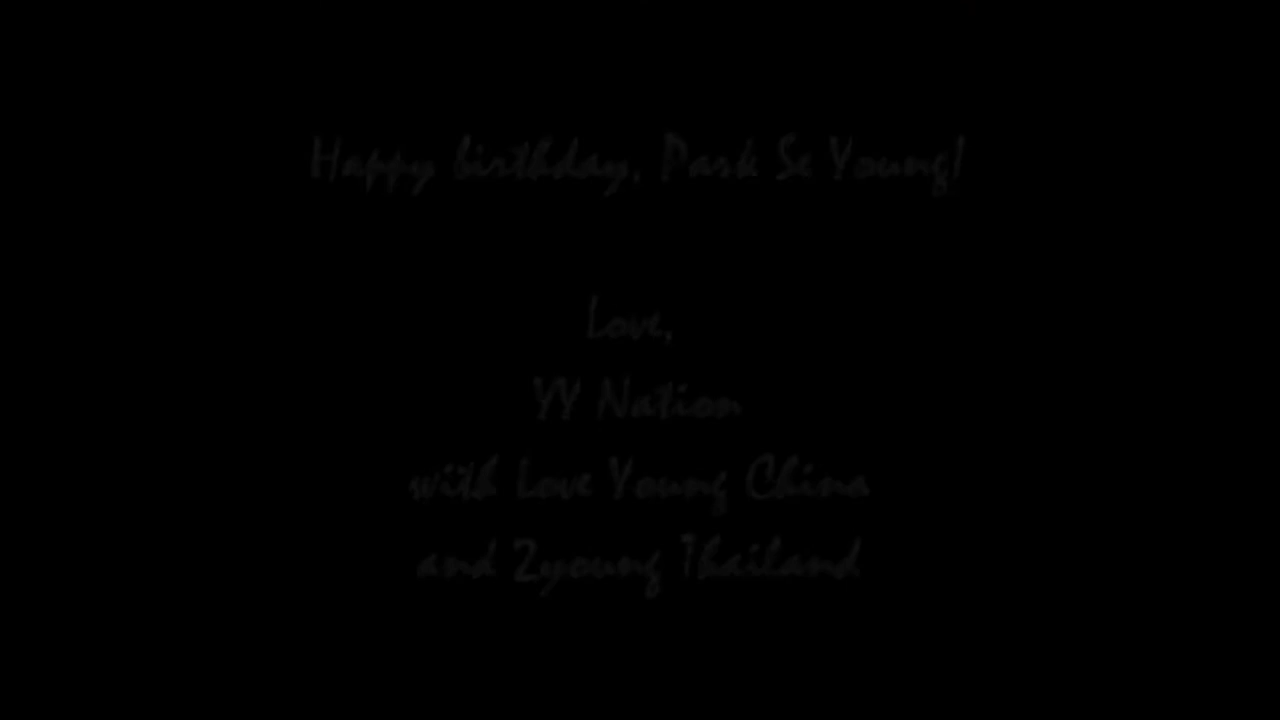 Happy birthday, Park Se Young!
Love,
YY Nation
with Love Young China
and 2young Thailand